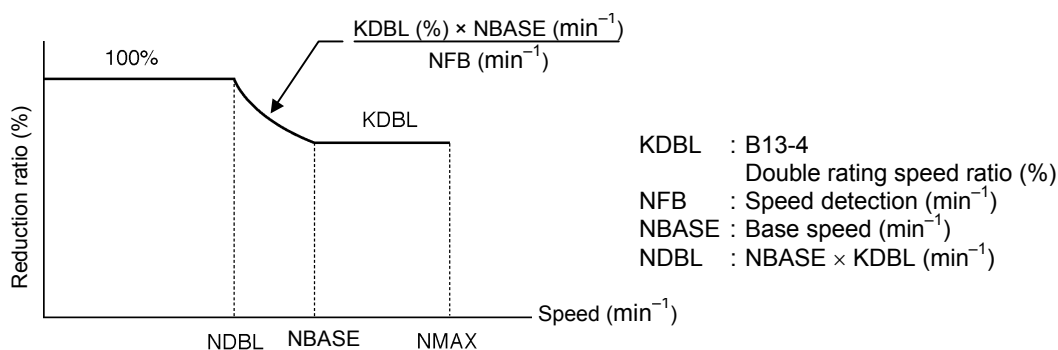 KDBL (%) × NBASE (min⁻¹)
NFB (min⁻¹)
100%
KDBL
Reduction ratio (%)
KDBL : B13-4
Double rating speed ratio (%)
NFB : Speed detection (min⁻¹)
NBASE : Base speed (min⁻¹)
NDBL : NBASE × KDBL (min⁻¹)
Speed (min⁻¹)
NDBL NBASE NMAX